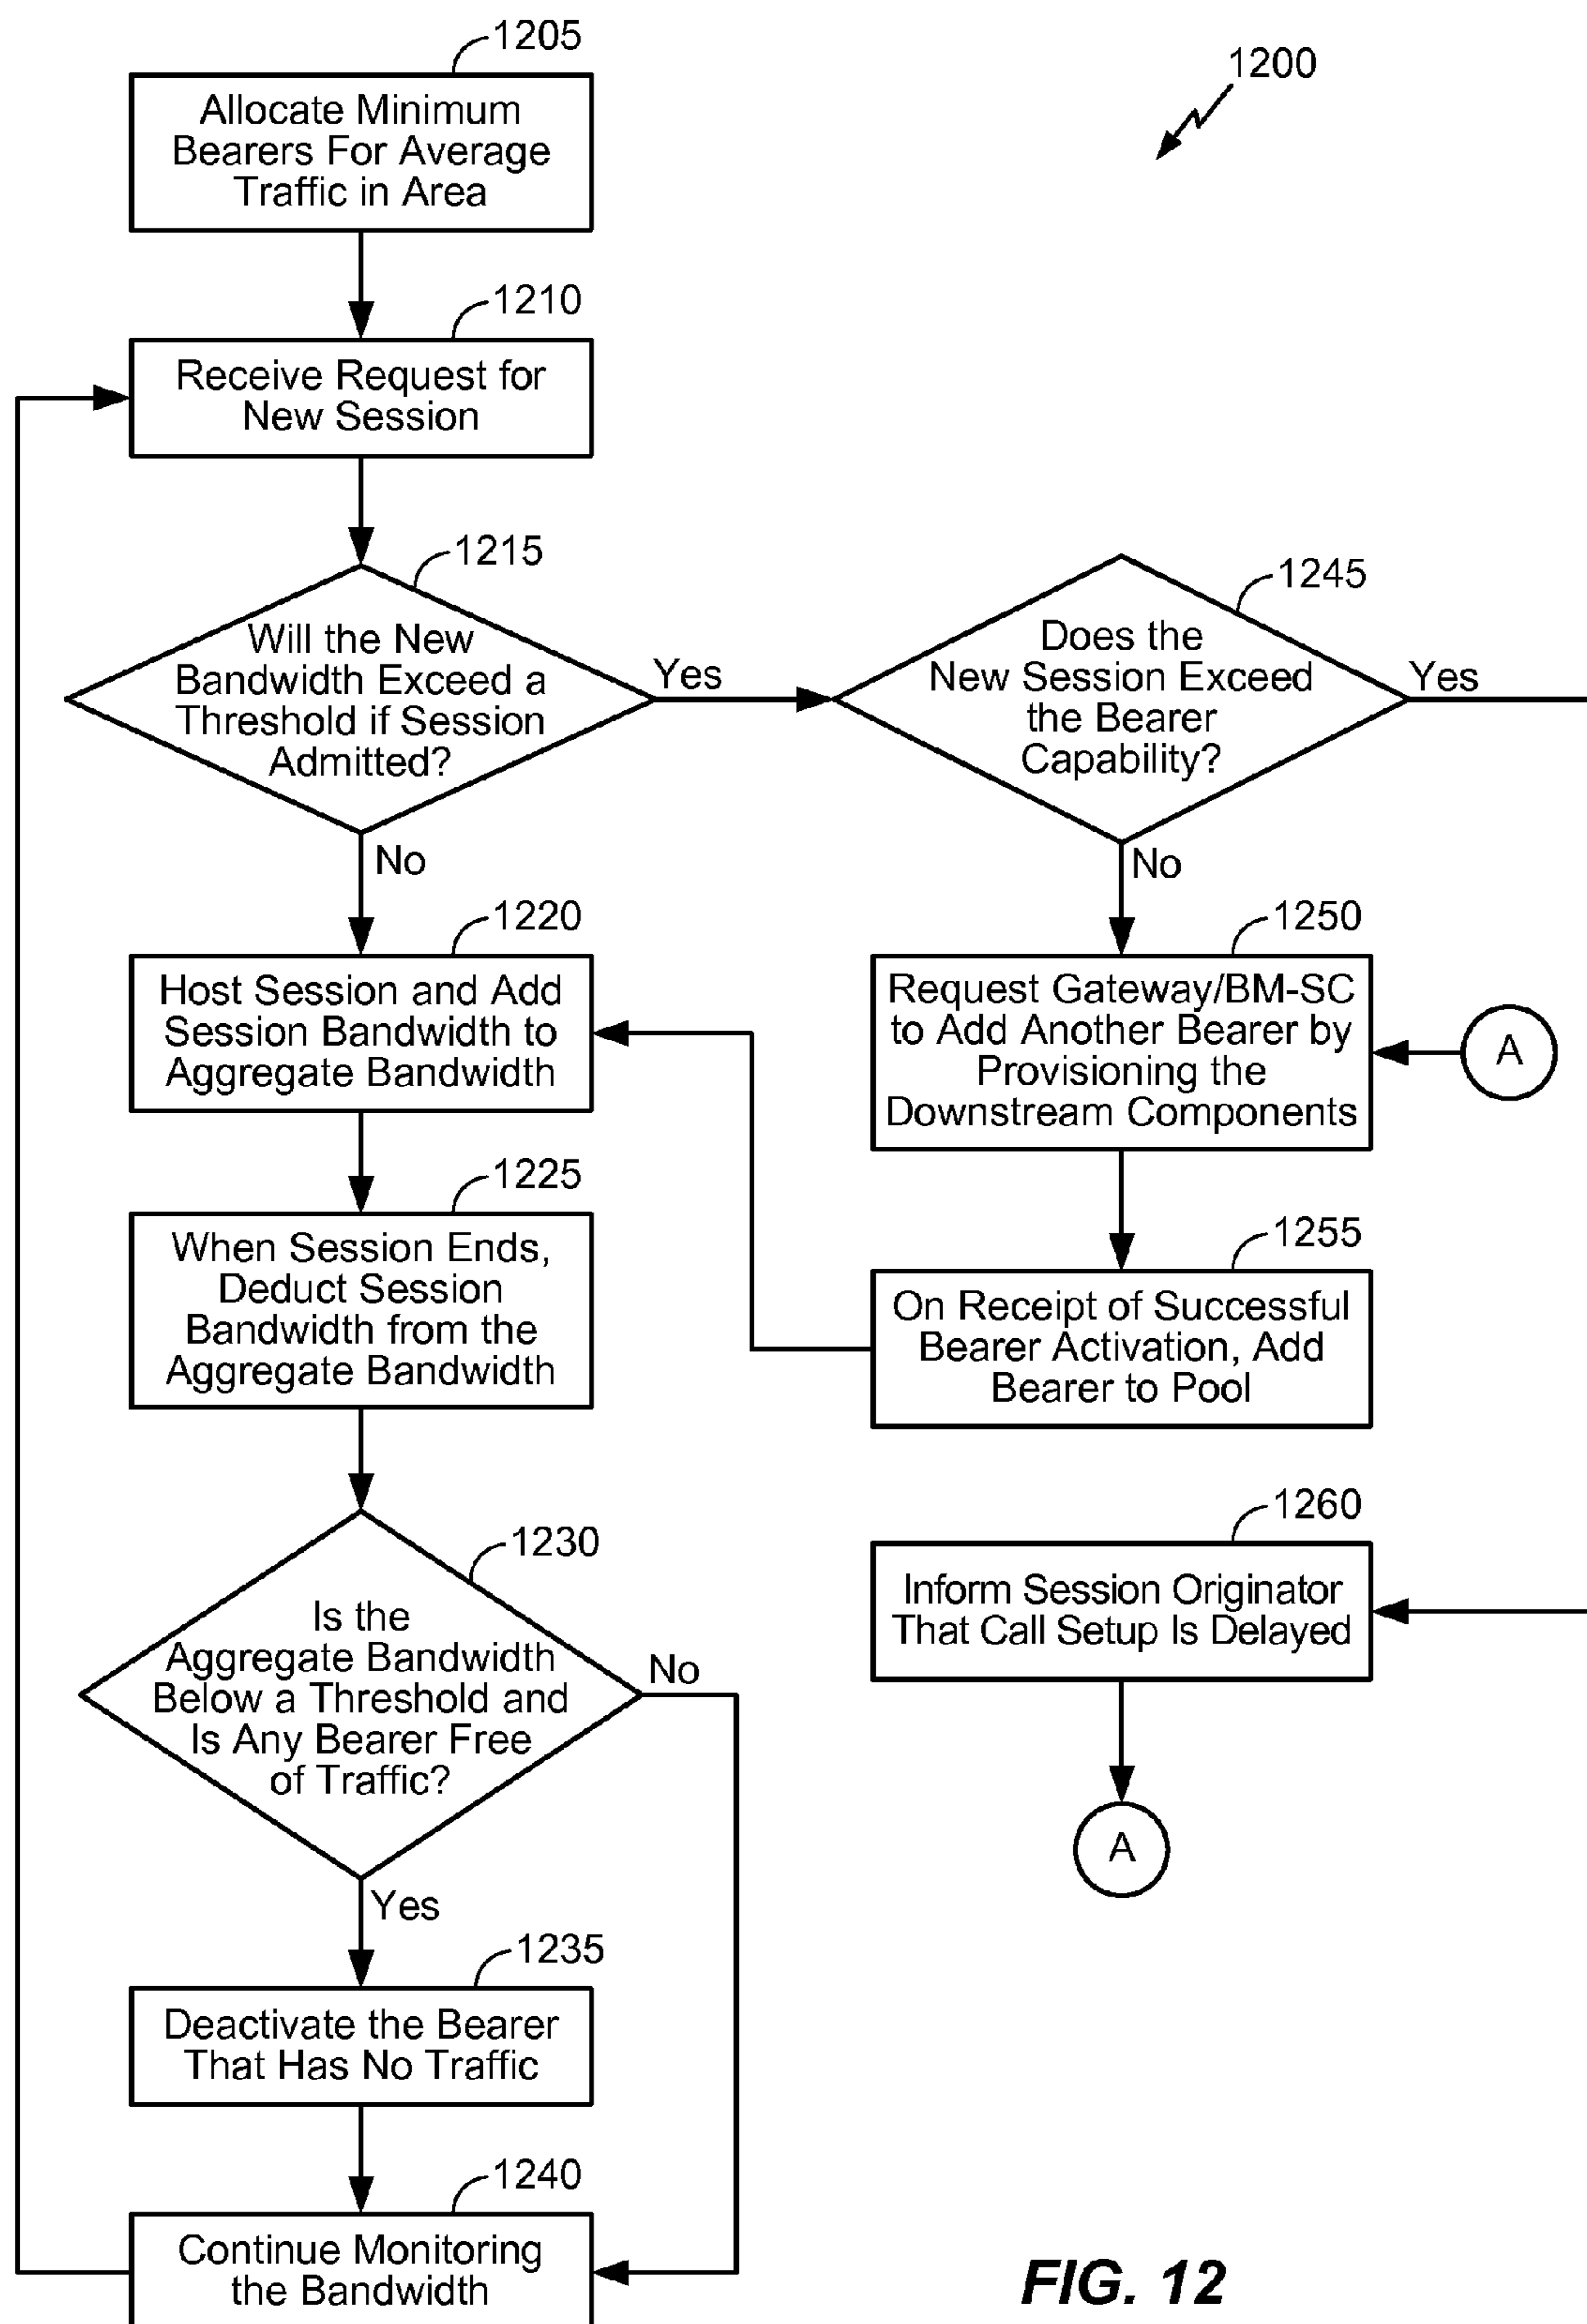 1205
1200
Allocate Minimum
Bearers For Average
Traffic in Area
1210
Receive Request for
New Session
1215
Will the New
Bandwidth Exceed a
Threshold if Session
Admitted?
Yes
No
1245
Does the
New Session Exceed
the Bearer
Capability?
Yes
No
1220
Host Session and Add
Session Bandwidth to
Aggregate Bandwidth
1250
Request Gateway/BM-SC
to Add Another Bearer by
Provisioning the
Downstream Components
A
1225
When Session Ends,
Deduct Session
Bandwidth from the
Aggregate Bandwidth
1255
On Receipt of Successful
Bearer Activation, Add
Bearer to Pool
1230
Is the
Aggregate Bandwidth
Below a Threshold and
Is Any Bearer Free
of Traffic?
No
Yes
1260
Inform Session Originator
That Call Setup Is Delayed
A
1235
Deactivate the Bearer
That Has No Traffic
1240
Continue Monitoring
the Bandwidth
FIG. 12